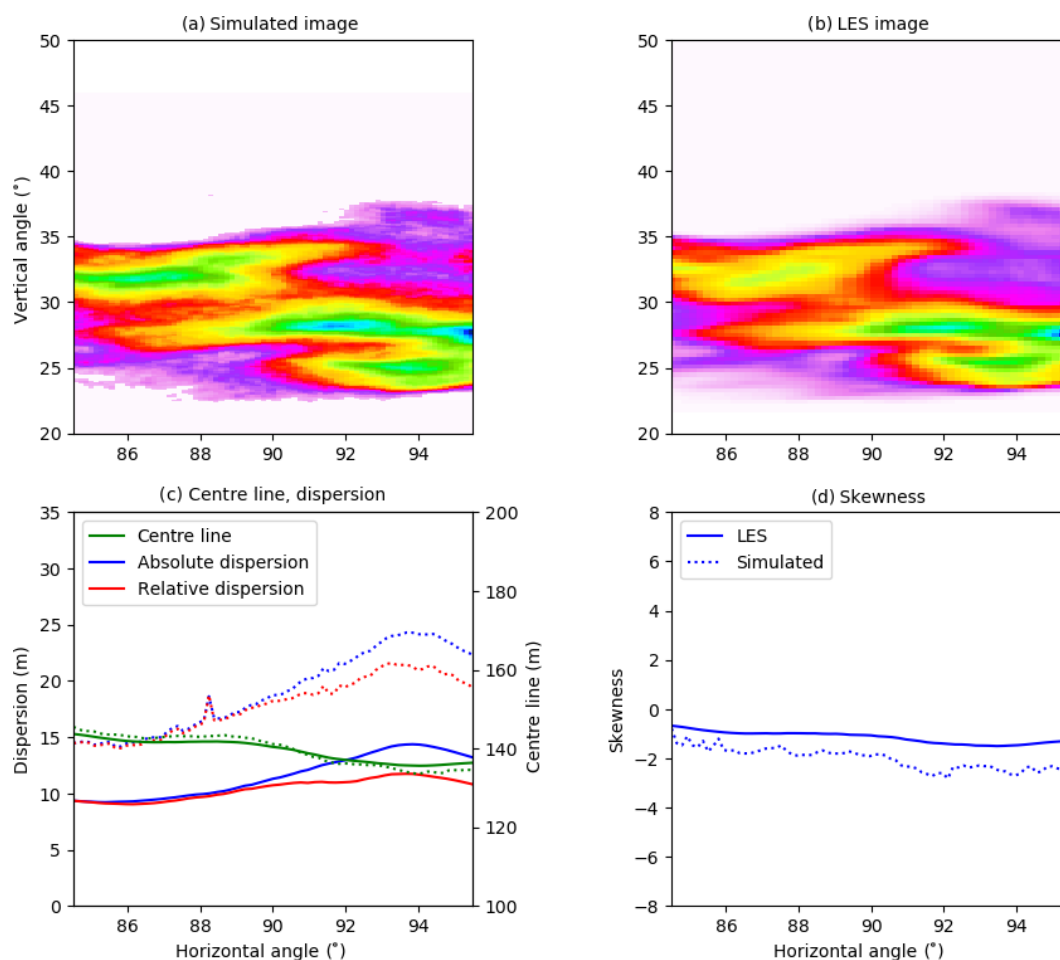 (a) Simulated image
(b) LES image
50
45
40
35
30
25
20
Vertical angle (˚)
86 88 90 92 94
50
45
40
35
30
25
20
86 88 90 92 94
(c) Centre line, dispersion
(d) Skewness
35
30
25
20
15
10
5
0
Dispersion (m)
Centre line
Absolute dispersion
Relative dispersion
200
180
160
140
120
100
Centre line (m)
86 88 90 92 94
Horizontal angle (˚)
8
6
4
2
0
−2
−4
−6
−8
Skewness
LES
Simulated
86 88 90 92 94
Horizontal angle (˚)